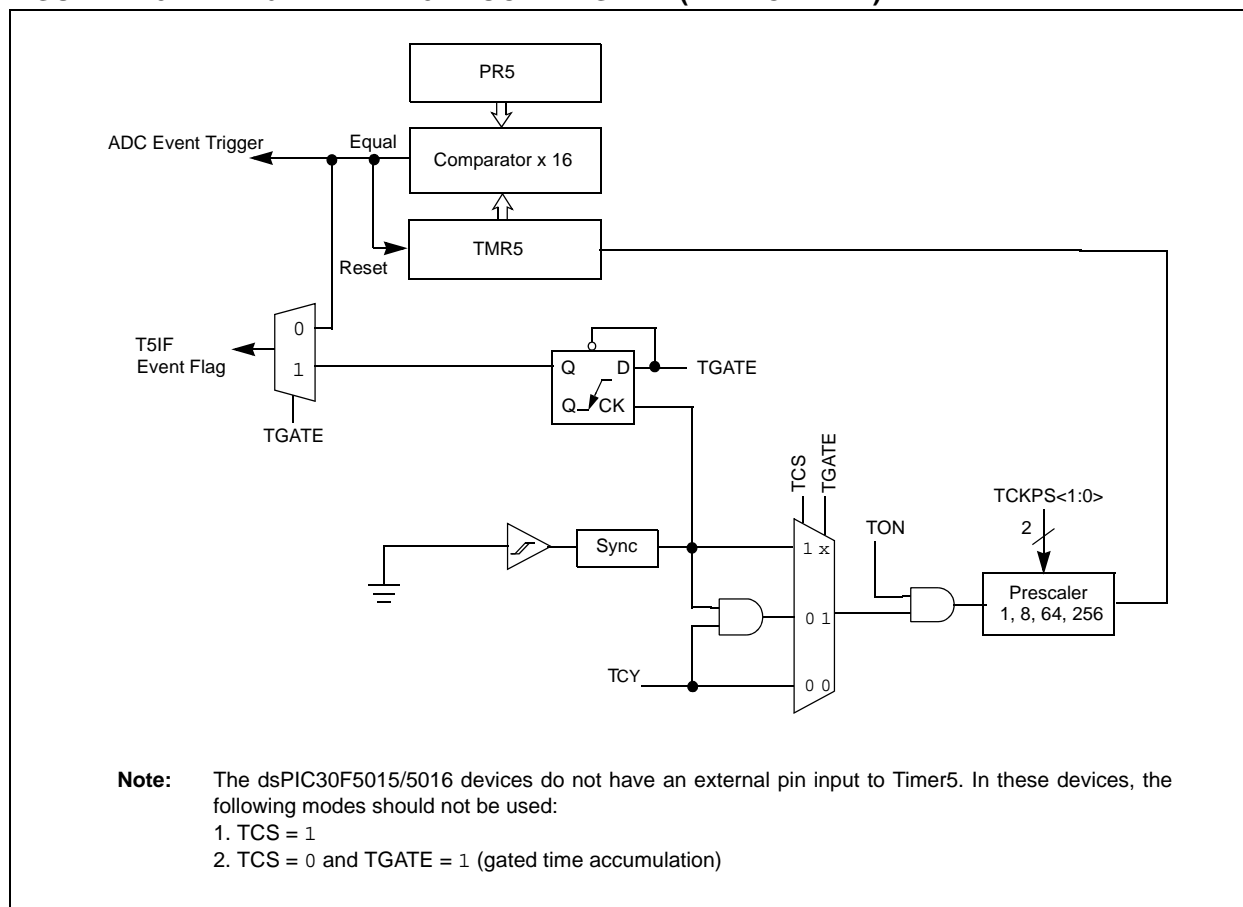 PR5
ADC Event Trigger
Equal
Comparator x 16
TMR5
Reset
0
T5IF
Event Flag
1
TGATE
Q
D
TGATE
Q
CK
TCS
TGATE
TCKPS<1:0>
2
TON
Sync
1 x
Prescaler
1, 8, 64, 256
0 1
TCY
0 0
Note: The dsPIC30F5015/5016 devices do not have an external pin input to Timer5. In these devices, the
following modes should not be used:
1. TCS = 1
2. TCS = 0 and TGATE = 1 (gated time accumulation)